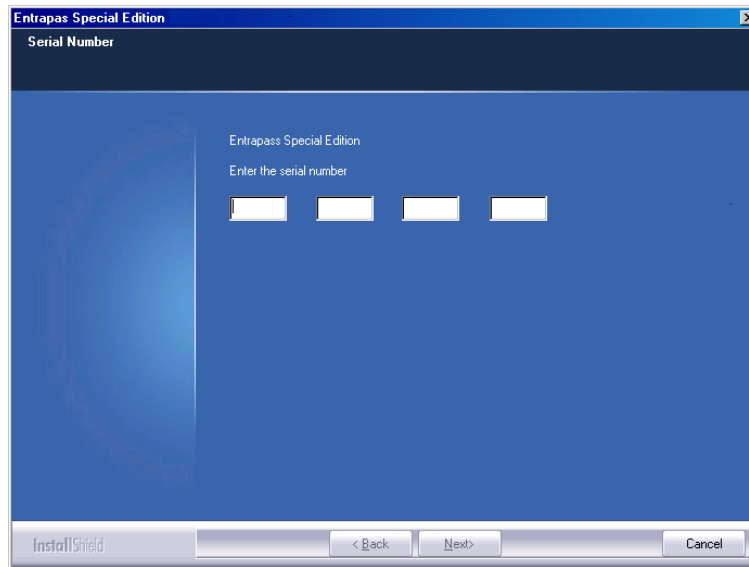 Entrapas Special Edition
Serial Number
Entrapass Special Edition
Enter the serial number
InstallShield
< Back
Next>
Cancel